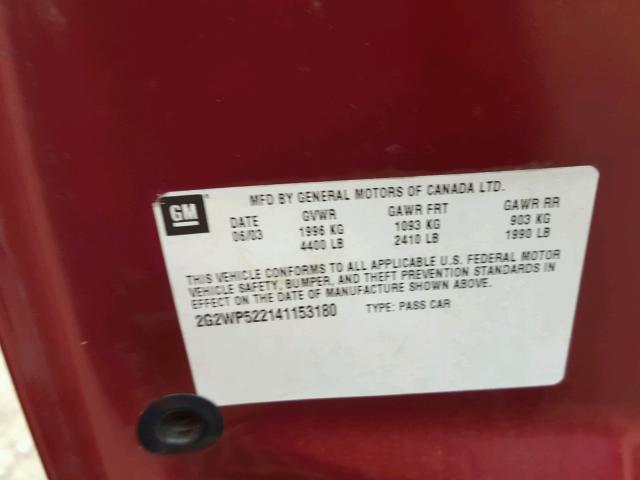 MFD BY GENERAL MOTORS OF CANADA LTD.
GM
DATE GVWR GAWR FRT GAWR RR
06/03 1996 KG 1093 KG 903 KG
4400 LB 2410 LB 1990 LB
THIS VEHICLE CONFORMS TO ALL APPLICABLE U.S. FEDERAL MOTOR
VEHICLE SAFETY, BUMPER, AND THEFT PREVENTION STANDARDS IN
EFFECT ON THE DATE OF MANUFACTURE SHOWN ABOVE.
2G2WP522141153180 TYPE: PASS CAR